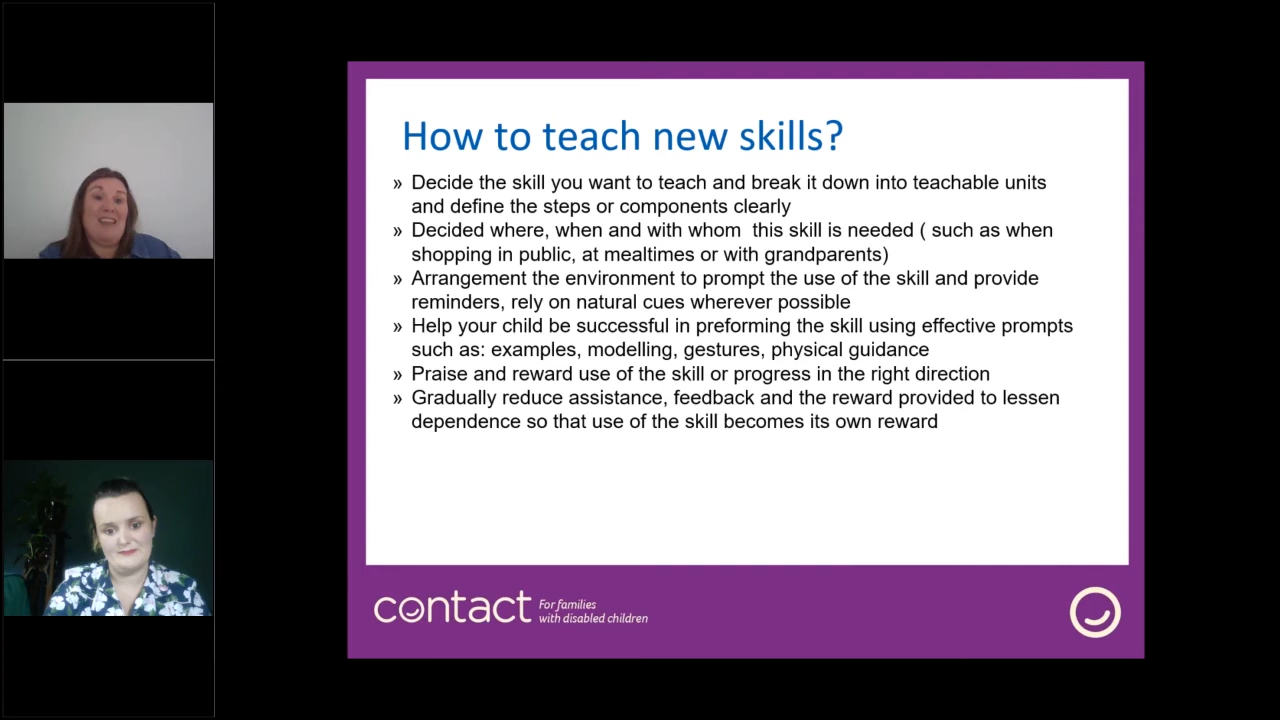 How to teach new skills?
» Decide the skill you want to teach and break it down into teachable units
and define the steps or components clearly
» Decided where, when and with whom  this skill is needed ( such as when
shopping in public, at mealtimes or with grandparents)
» Arrangement the environment to prompt the use of the skill and provide
reminders, rely on natural cues wherever possible
» Help your child be successful in preforming the skill using effective prompts
such as: examples, modelling, gestures, physical guidance
» Praise and reward use of the skill or progress in the right direction
» Gradually reduce assistance, feedback and the reward provided to lessen
dependence so that use of the skill becomes its own reward
contact
For families
with disabled children